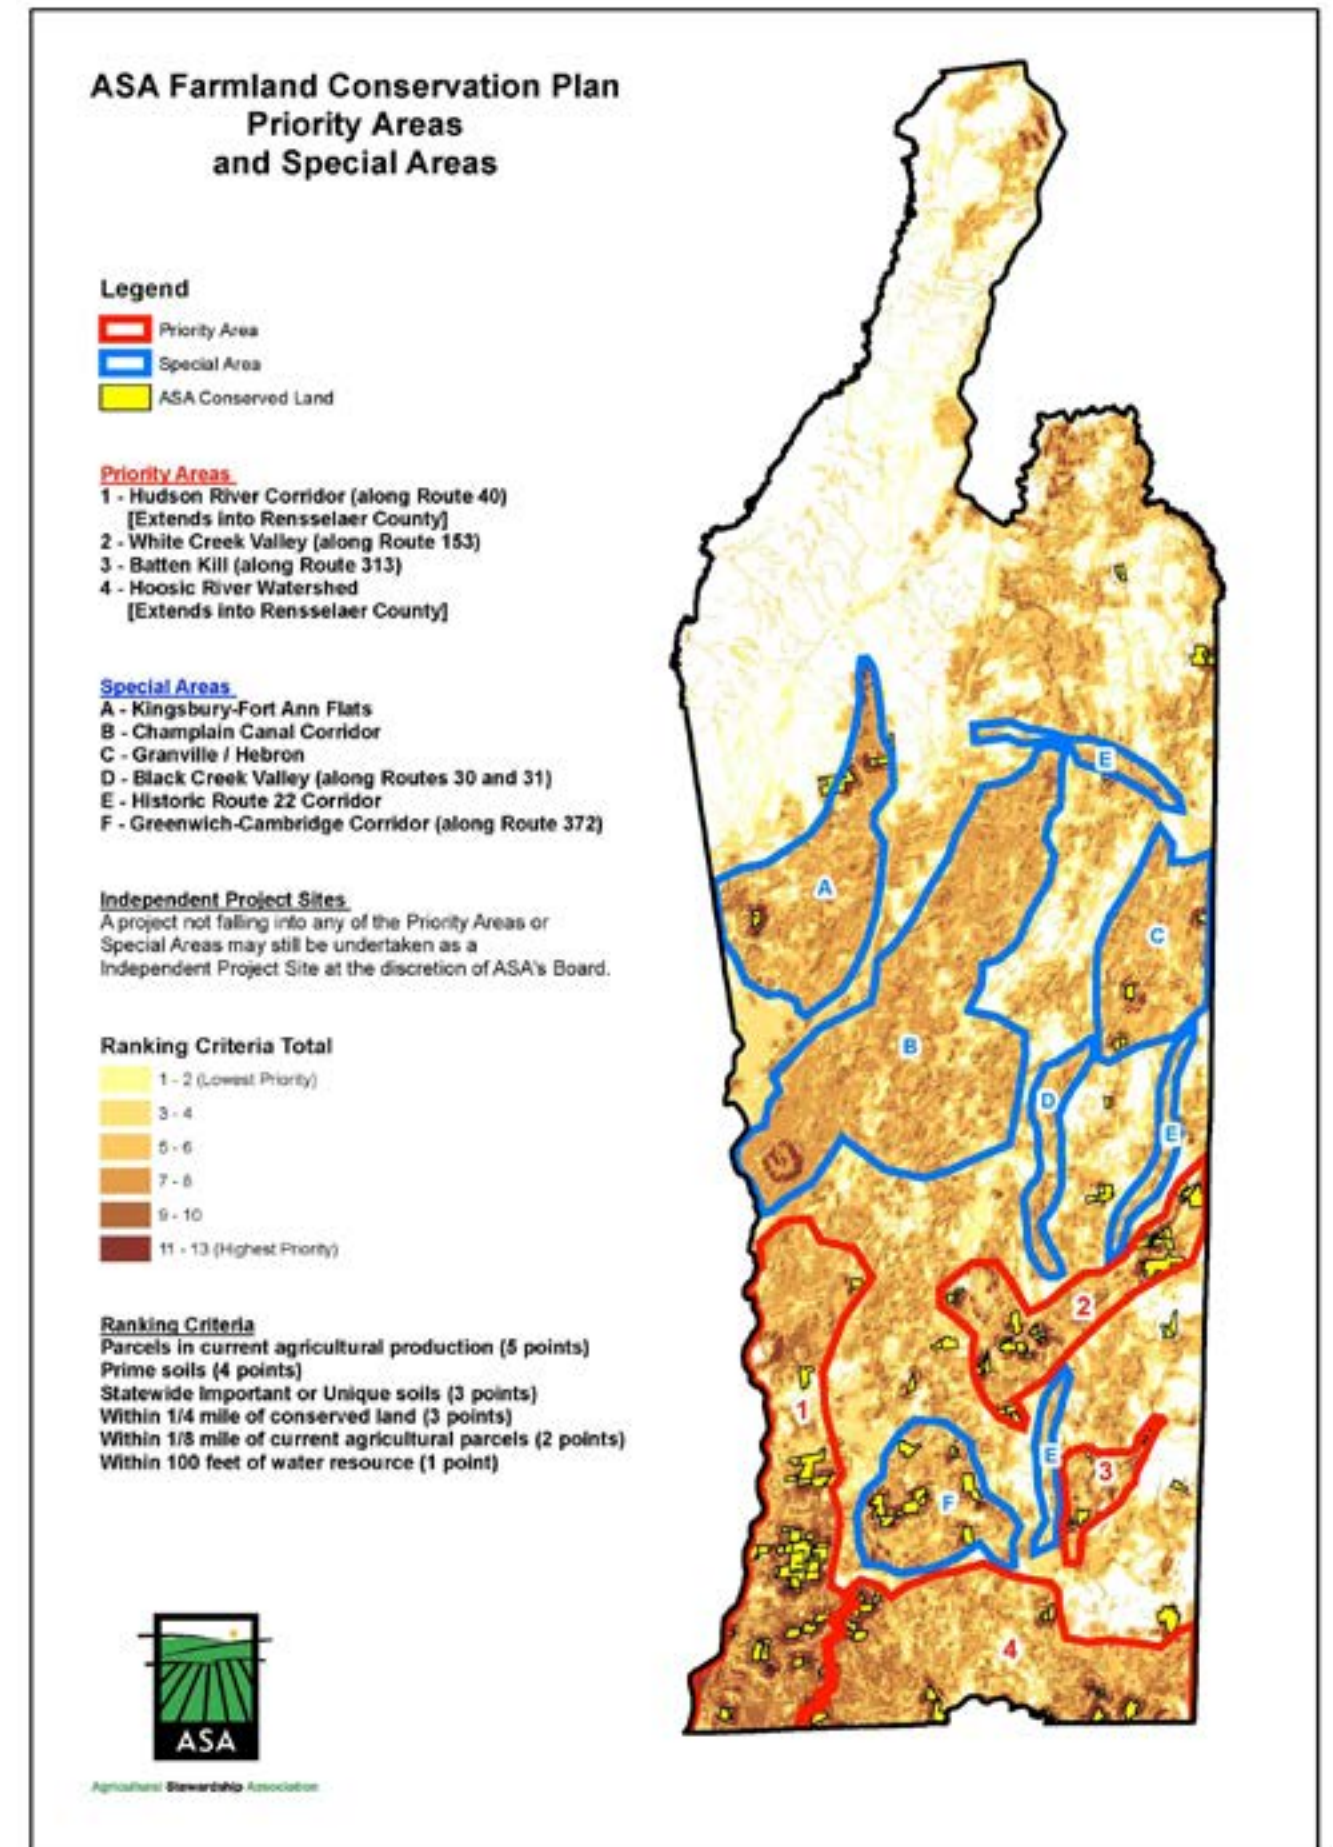 ASA Farmland Conservation Plan
Priority Areas
and Special Areas
Legend
Priority Area
Special Area
ASA Conserved Land
Priority Areas
1 - Hudson River Corridor (along Route 40)
[Extends into Rensselaer County]
2 - White Creek Valley (along Route 153)
3 - Batten Kill (along Route 313)
4 - Hoosic River Watershed
[Extends into Rensselaer County]
Special Areas
A - Kingsbury-Fort Ann Flats
B - Champlain Canal Corridor
C - Granville / Hebron
D - Black Creek Valley (along Routes 30 and 31)
E - Historic Route 22 Corridor
F - Greenwich-Cambridge Corridor (along Route 372)
Independent Project Sites
A project not falling into any of the Priority Areas or
Special Areas may still be undertaken as a
Independent Project Site at the discretion of ASA's Board.
Ranking Criteria Total
1 - 2 (Lowest Priority)
3 - 4
5 - 6
7 - 8
9 - 10
11 - 13 (Highest Priority)
Ranking Criteria
Parcels in current agricultural production (5 points)
Prime soils (4 points)
Statewide Important or Unique soils (3 points)
Within 1/4 mile of conserved land (3 points)
Within 1/8 mile of current agricultural parcels (2 points)
Within 100 feet of water resource (1 point)
ASA
Agricultural Stewardship Association
E
A
C
B
D
E
2
1
E
3
F
4